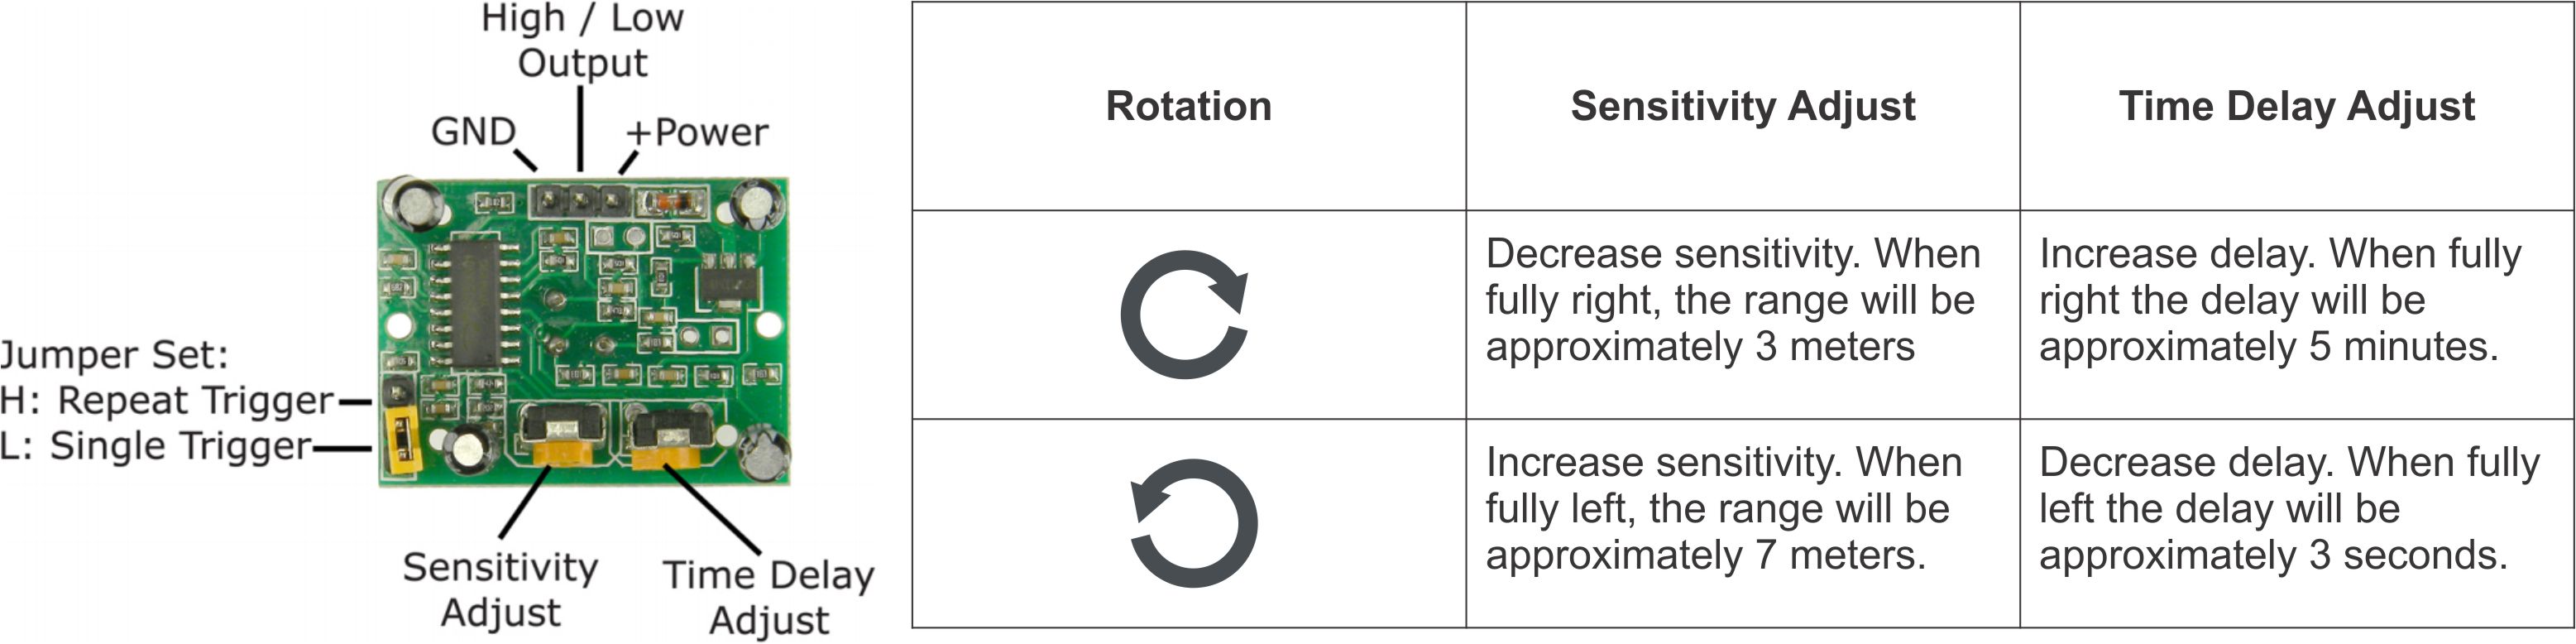 High / Low
Output
GND
+Power
Jumper Set:
H: Repeat Trigger
L: Single Trigger
Sensitivity
Adjust
Time Delay
Adjust
Rotation
Sensitivity Adjust
Time Delay Adjust
Decrease sensitivity. When
fully right, the range will be
approximately 3 meters
Increase delay. When fully
right the delay will be
approximately 5 minutes.
Increase sensitivity. When
fully left, the range will be
approximately 7 meters.
Decrease delay. When fully
left the delay will be
approximately 3 seconds.